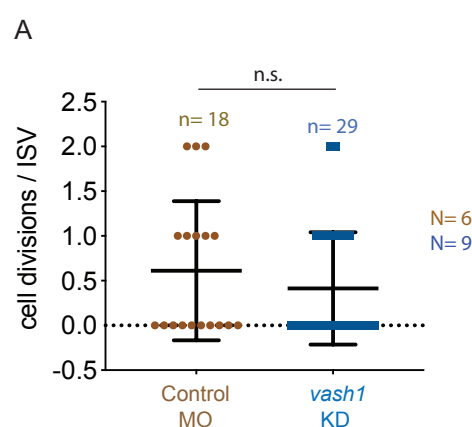 A
n.s.
n= 18
n= 29
2.5
2.0
1.5
1.0
0.5
0.0
-0.5
cell divisions / ISV
N= 6
N= 9
Control
MO
vash1
KD